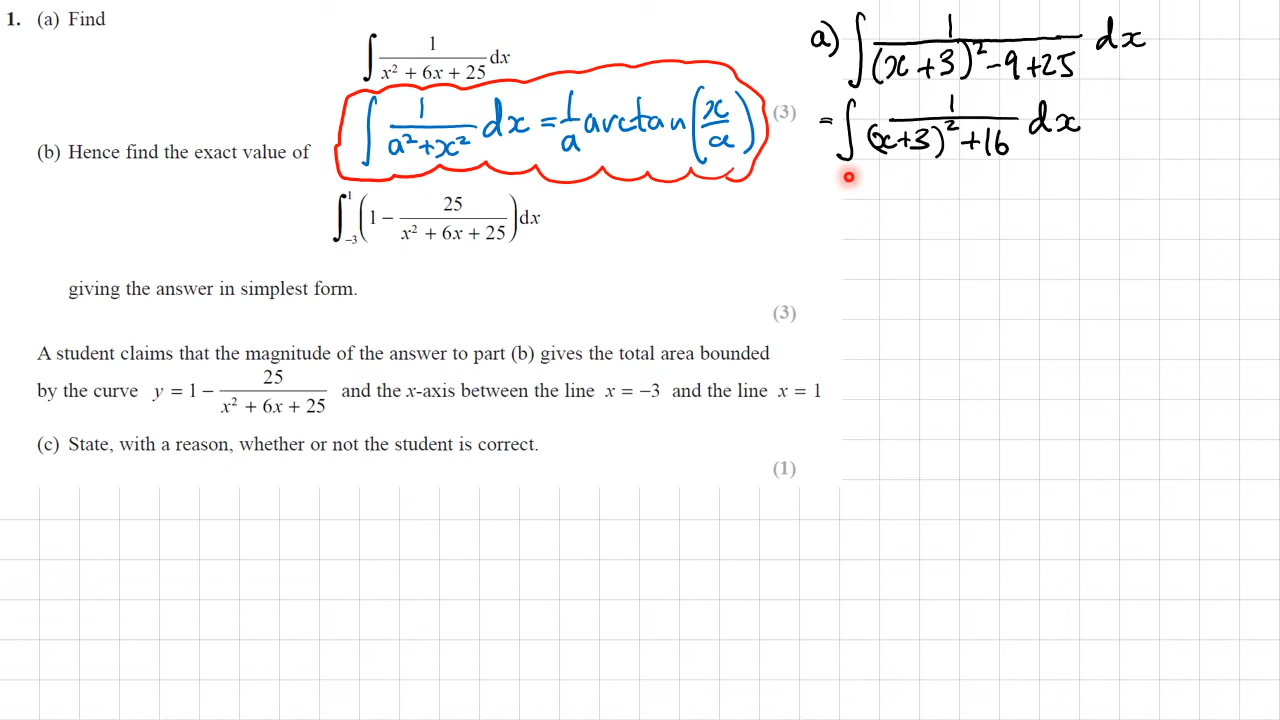 1. (a) Find
∫ 1/(x² + 6x + 25) dx
∫ 1/(a²+x²) dx = 1/a arctan(x/a)
(3)
(b) Hence find the exact value of
∫₋₃¹ (1 − 25/(x² + 6x + 25)) dx
giving the answer in simplest form.
(3)
A student claims that the magnitude of the answer to part (b) gives the total area bounded
by the curve y = 1 − 25/(x² + 6x + 25) and the x-axis between the line x = −3 and the line x = 1
(c) State, with a reason, whether or not the student is correct.
(1)
a) ∫ 1/((x+3)² −9+25) dx
= ∫ 1/((x+3)² +16) dx